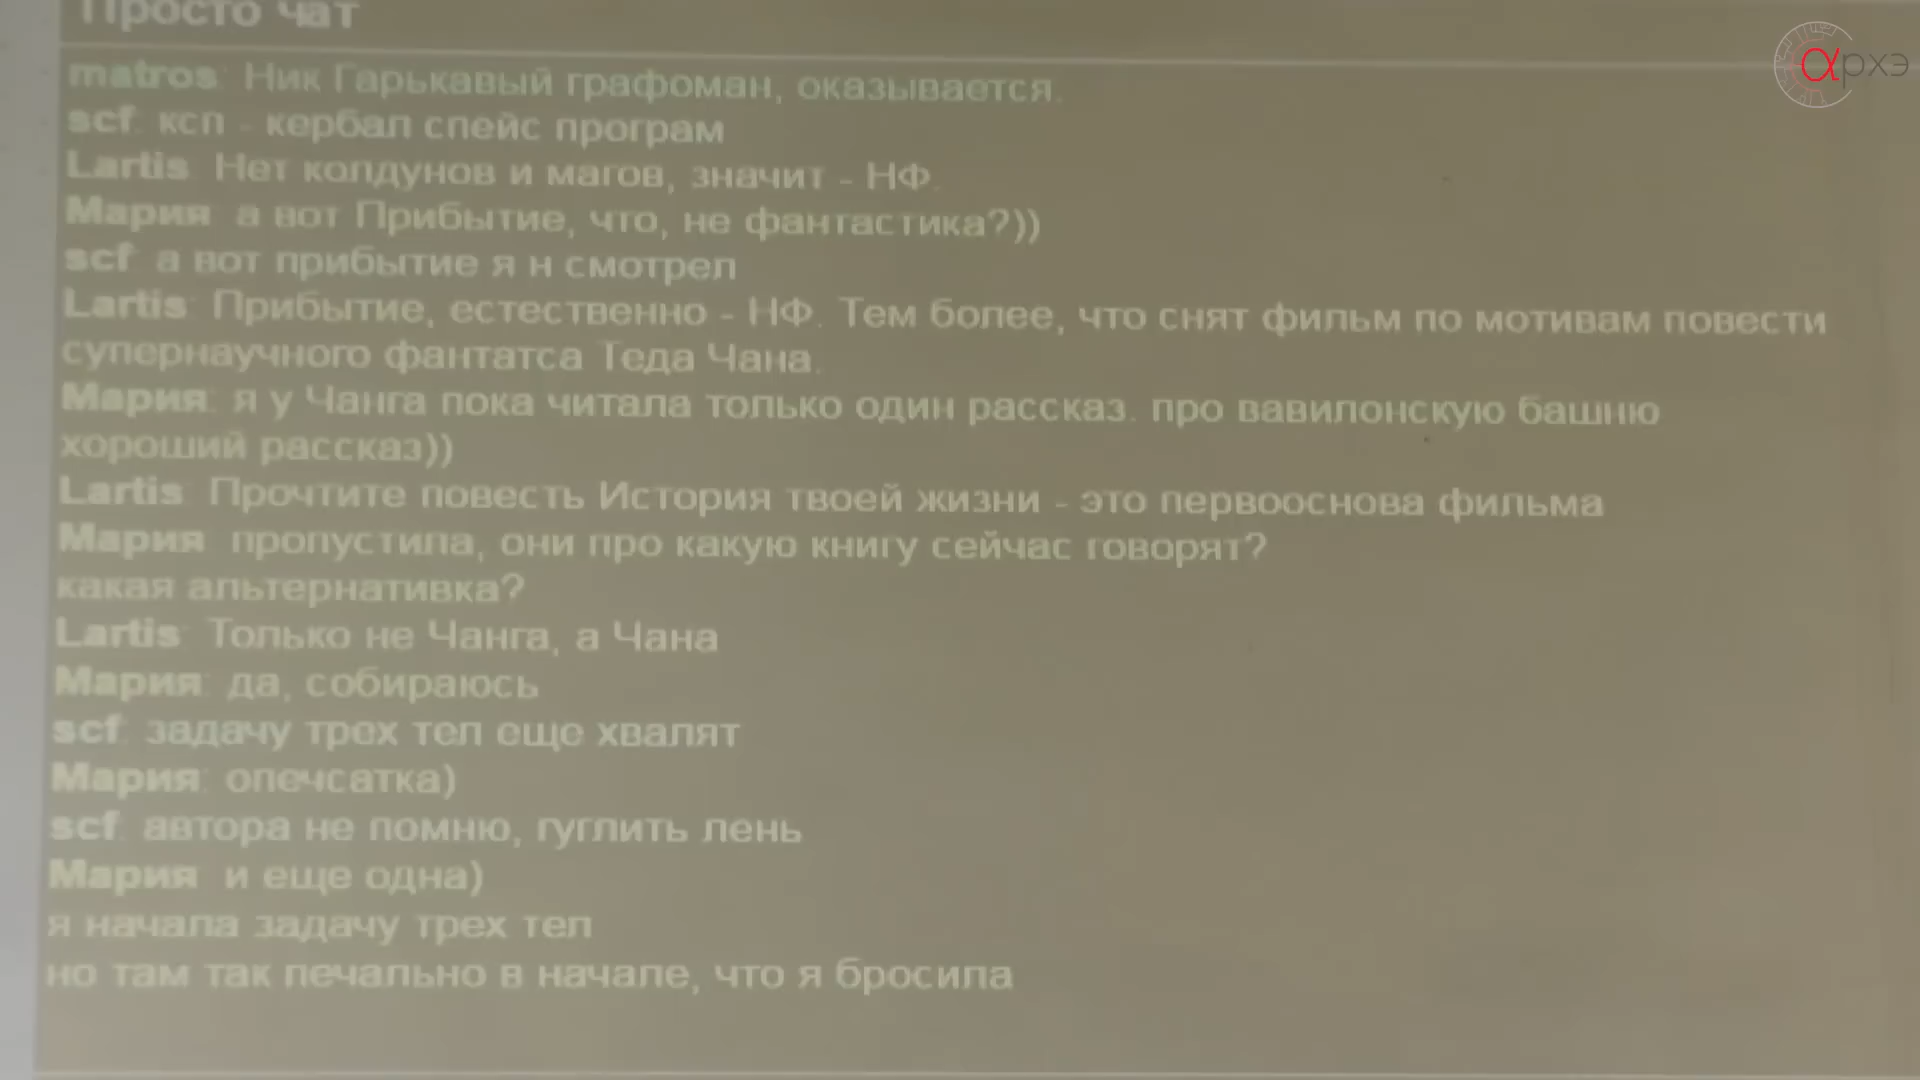 Просто чат
αрхэ
matros: Ник Гарькавый графоман, оказывается.
scf: ксп - кербал спейс програм
Lartis: Нет колдунов и магов, значит - НФ.
Мария: а вот Прибытие, что, не фантастика?))
scf: а вот прибытие я н смотрел
Lartis: Прибытие, естественно - НФ. Тем более, что снят фильм по мотивам повести
супернаучного фантатса Теда Чана.
Мария: я у Чанга пока читала только один рассказ. про вавилонскую башню
хороший рассказ))
Lartis: Прочтите повесть История твоей жизни - это первооснова фильма
Мария: пропустила, они про какую книгу сейчас говорят?
какая альтернативка?
Lartis: Только не Чанга, а Чана
Мария: да, собираюсь
scf: задачу трех тел еще хвалят
Мария: опечсатка)
scf: автора не помню, гуглить лень
Мария: и еще одна)
я начала задачу трех тел
но там так печально в начале, что я бросила